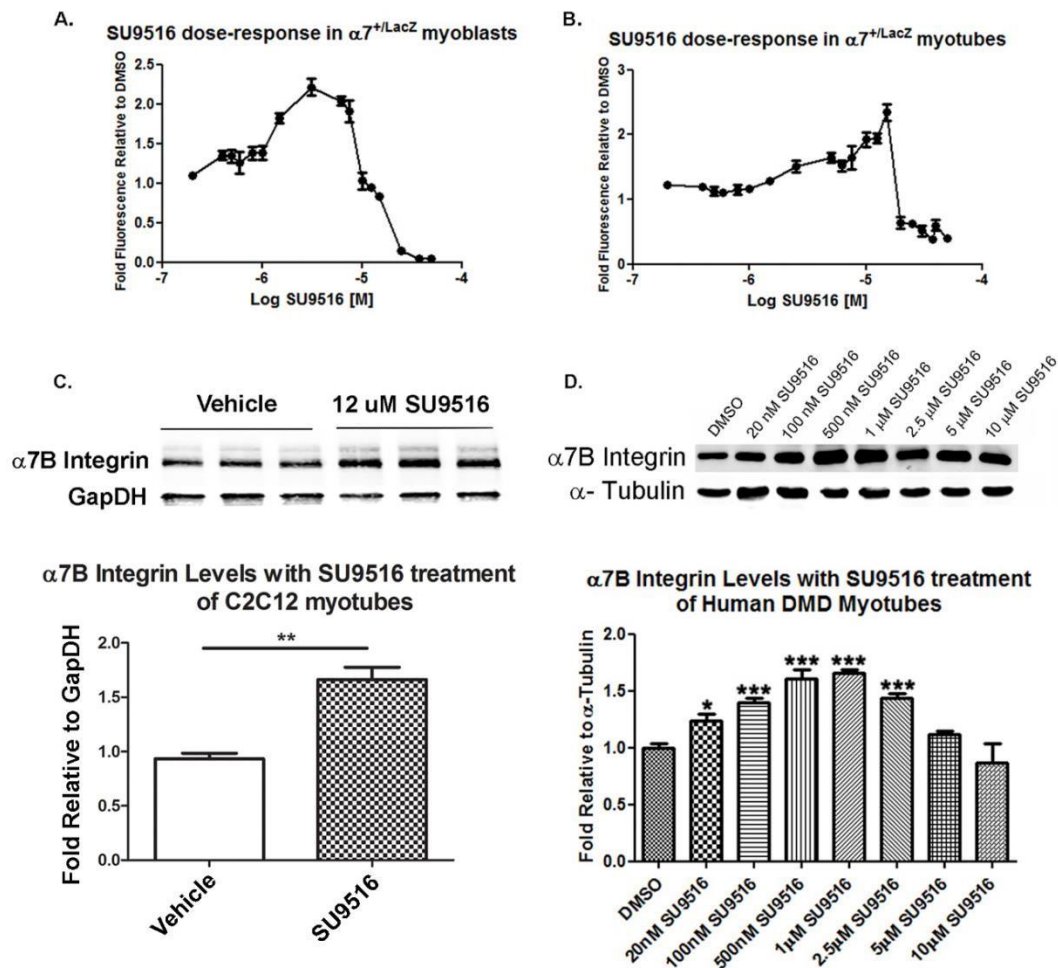 A.
SU9516 dose-response in α7+/LacZ myoblasts
Fold Fluorescence Relative to DMSO
2.5
2.0
1.5
1.0
0.5
0.0
-7
-6
-5
-4
Log SU9516 [M]
B.
SU9516 dose-response in α7+/LacZ myotubes
Fold Fluorescence Relative to DMSO
3
2
1
0
-7
-6
-5
-4
Log SU9516 [M]
C.
Vehicle
12 uM SU9516
α7B Integrin
GapDH
α7B Integrin Levels with SU9516 treatment
of C2C12 myotubes
Fold Relative to GapDH
2.0
1.5
1.0
0.5
0.0
**
Vehicle
SU9516
D.
DMSO
20 nM SU9516
100 nM SU9516
500 nM SU9516
1 μM SU9516
2.5 μM SU9516
5 μM SU9516
10 μM SU9516
α7B Integrin
α- Tubulin
α7B Integrin Levels with SU9516 treatment
of Human DMD Myotubes
Fold Relative to α-Tubulin
2.0
1.5
1.0
0.5
0.0
*
***
***
***
***
DMSO
20nM SU9516
100nM SU9516
500nM SU9516
1μM SU9516
2.5μM SU9516
5μM SU9516
10μM SU9516